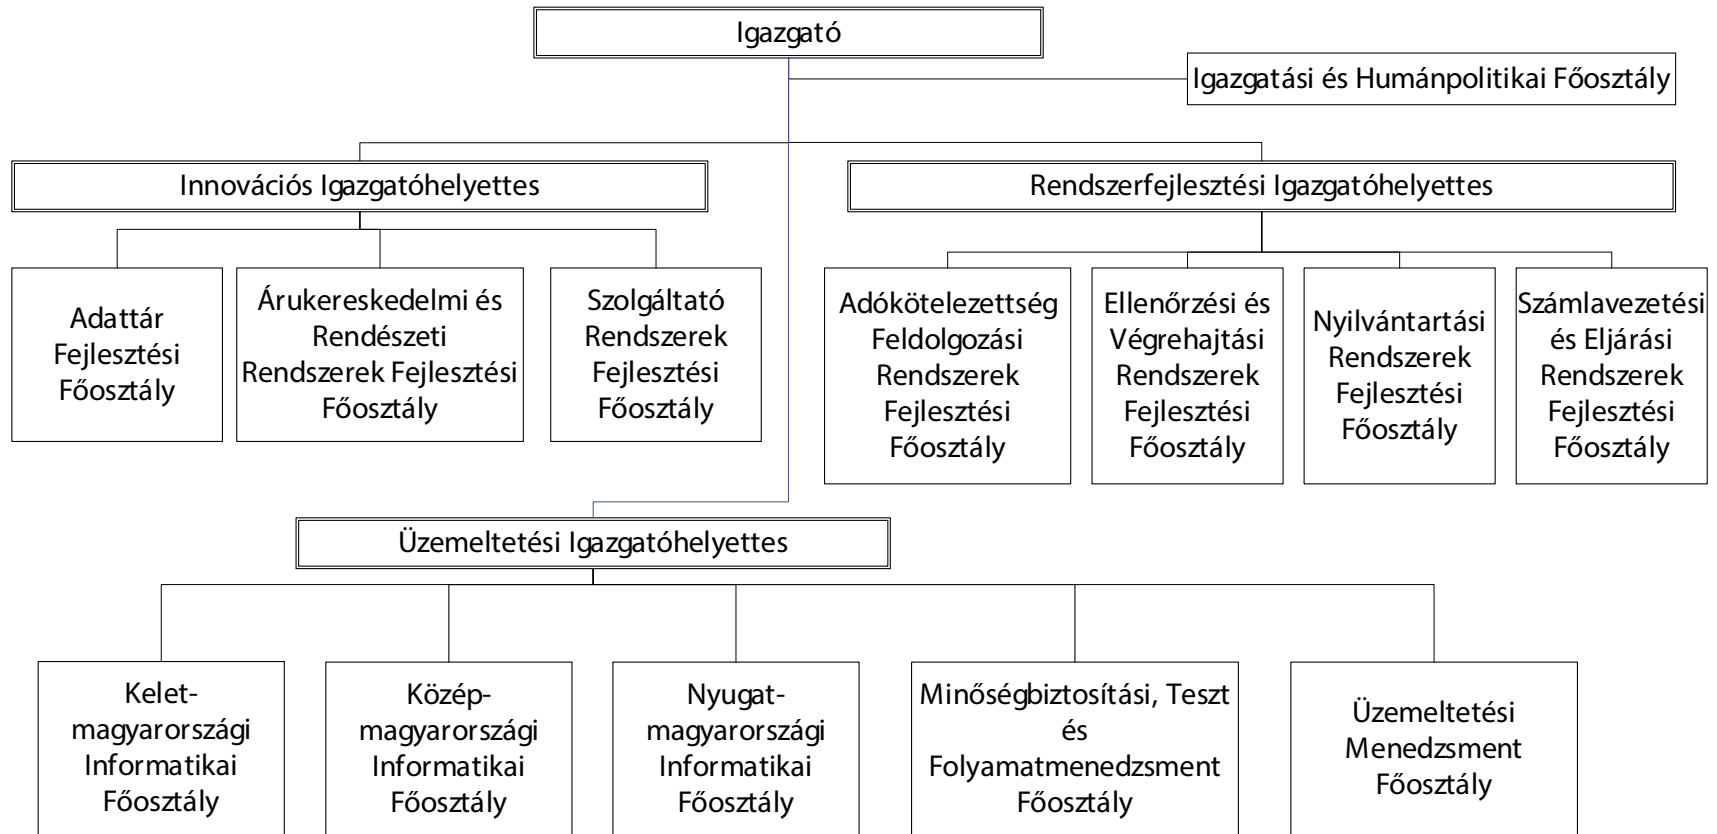 Igazgató
Igazgatási és Humánpolitikai Főosztály
Innovációs Igazgatóhelyettes
Rendszerfejlesztési Igazgatóhelyettes
Adattár
Fejlesztési
Főosztály
Árukereskedelmi és
Rendészeti
Rendszerek Fejlesztési
Főosztály
Szolgáltató
Rendszerek
Fejlesztési
Főosztály
Adókötelezettség
Feldolgozási
Rendszerek
Fejlesztési
Főosztály
Ellenőrzési és
Végrehajtási
Rendszerek
Fejlesztési
Főosztály
Nyilvántartási
Rendszerek
Fejlesztési
Főosztály
Számlavezetési
és Eljárási
Rendszerek
Fejlesztési
Főosztály
Üzemeltetési Igazgatóhelyettes
Kelet-
magyarországi
Informatikai
Főosztály
Közép-
magyarországi
Informatikai
Főosztály
Nyugat-
magyarországi
Informatikai
Főosztály
Minőségbiztosítási, Teszt
és
Folyamatmenedzsment
Főosztály
Üzemeltetési
Menedzsment
Főosztály